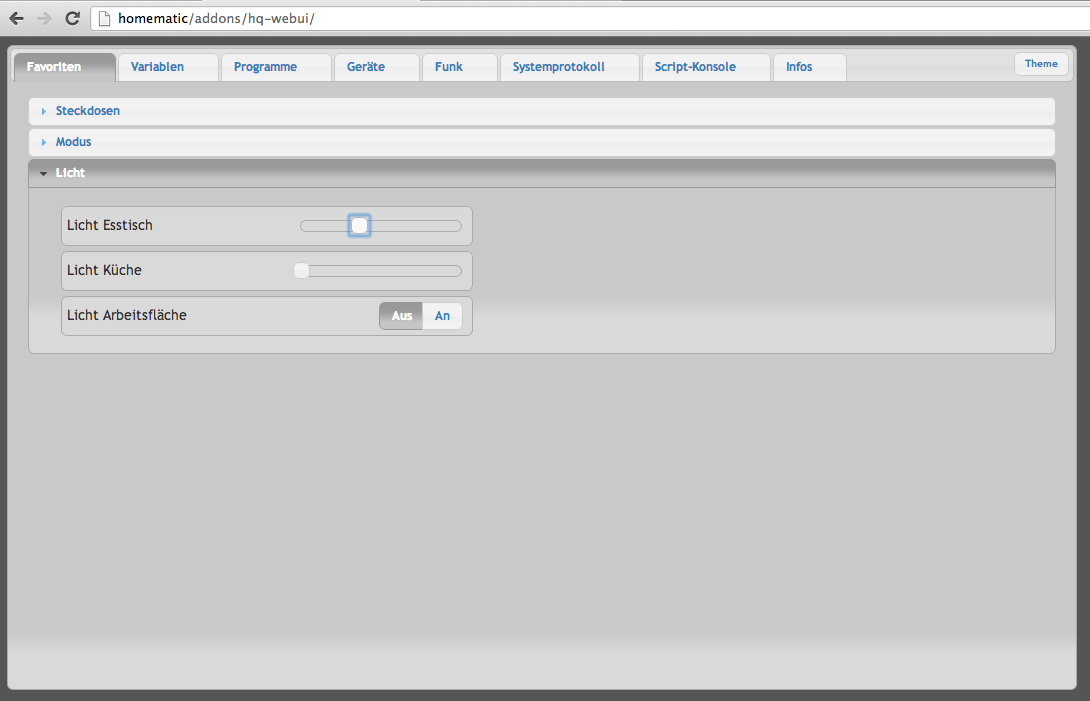 homematic/addons/hq-webui/
Favoriten Variablen Programme Geräte Funk Systemprotokoll Script-Konsole Infos Theme
Steckdosen
Modus
Licht
Licht Esstisch
Licht Küche
Licht Arbeitsfläche Aus An